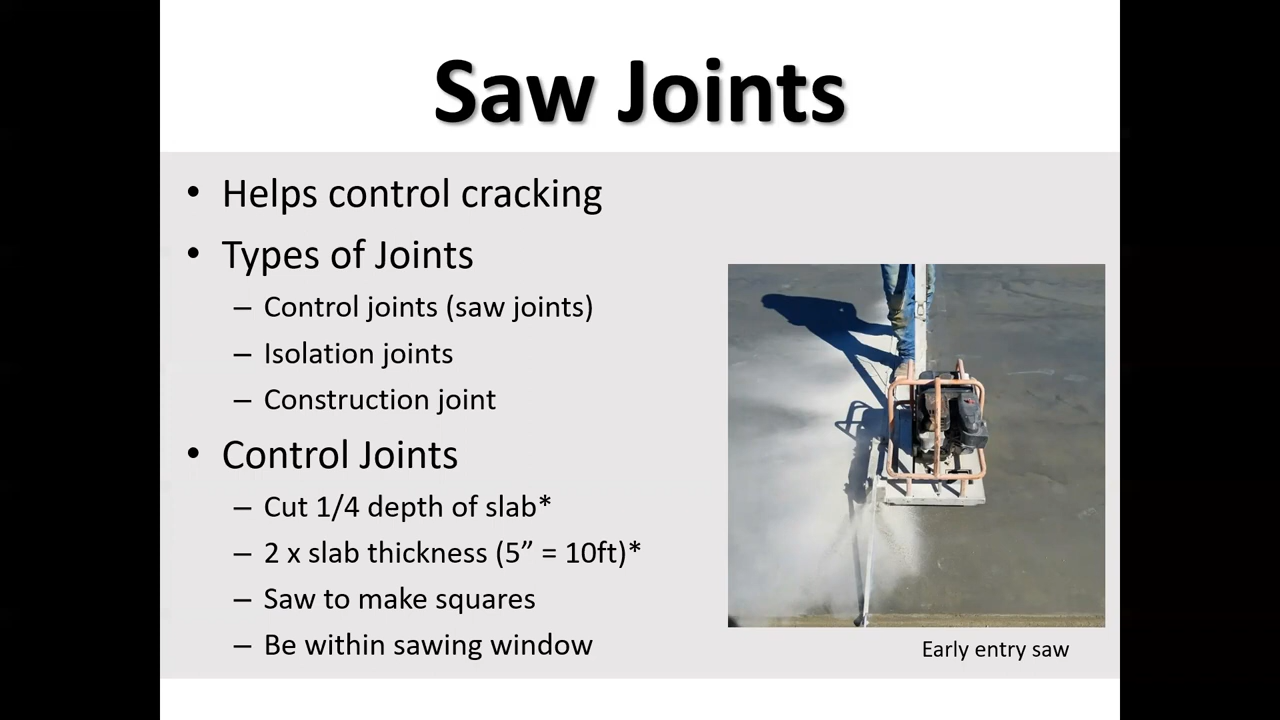 Saw Joints
• Helps control cracking
• Types of Joints
– Control joints (saw joints)
– Isolation joints
– Construction joint
• Control Joints
– Cut 1/4 depth of slab*
– 2 x slab thickness (5” = 10ft)*
– Saw to make squares
– Be within sawing window
Early entry saw